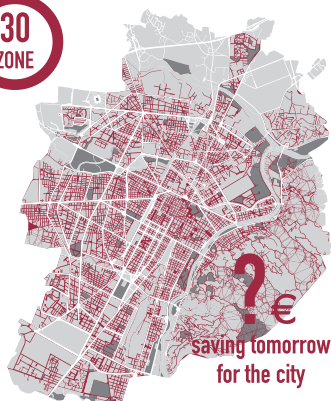 30
ZONE
? €
saving tomorrow
for the city